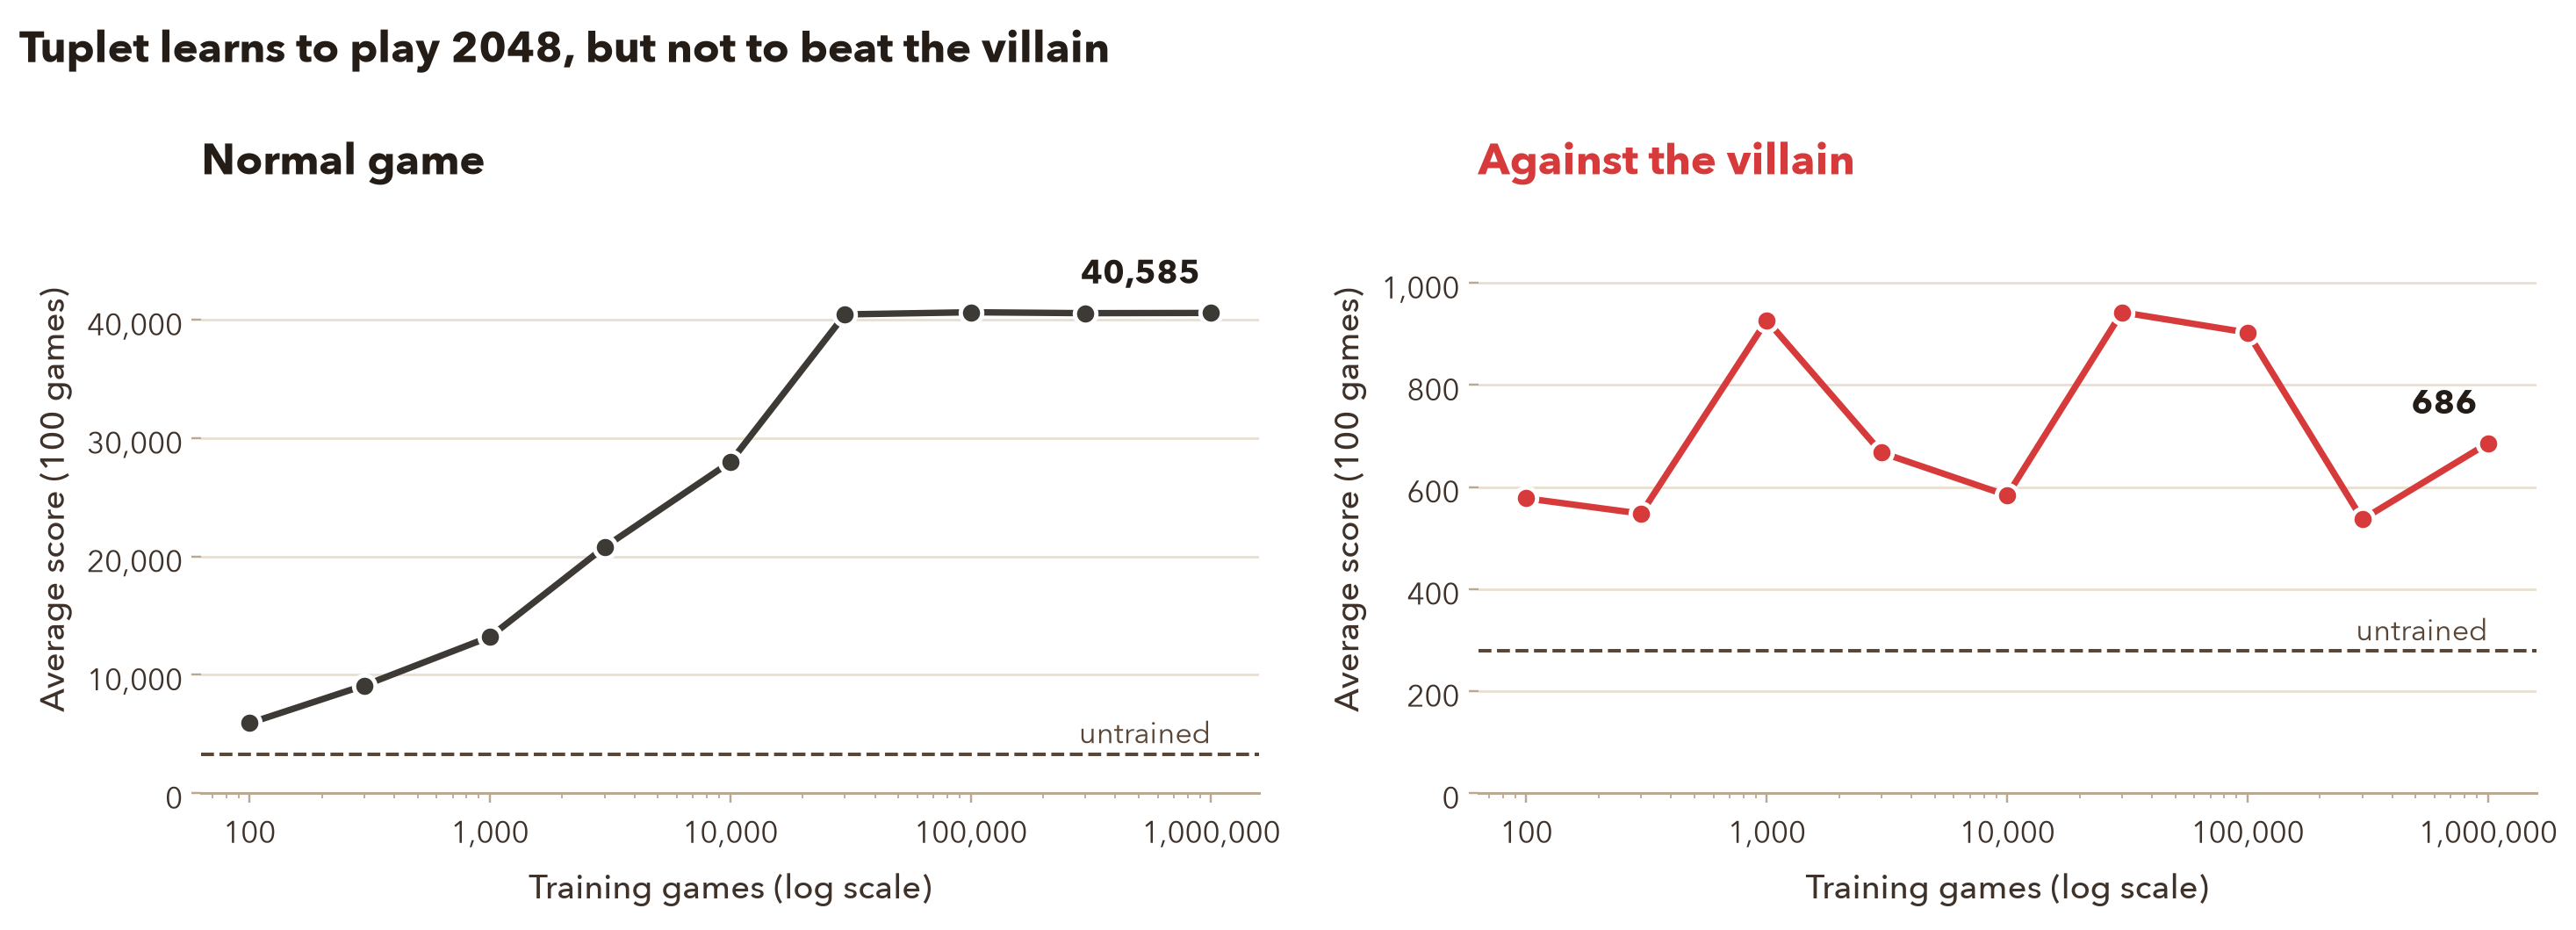 Tuplet learns to play 2048, but not to beat the villain
Normal game
40,585
Average score (100 games)
40,000
30,000
20,000
10,000
0
untrained
100
1,000
10,000
100,000
1,000,000
Training games (log scale)
Against the villain
686
Average score (100 games)
1,000
800
600
400
200
0
untrained
100
1,000
10,000
100,000
1,000,000
Training games (log scale)